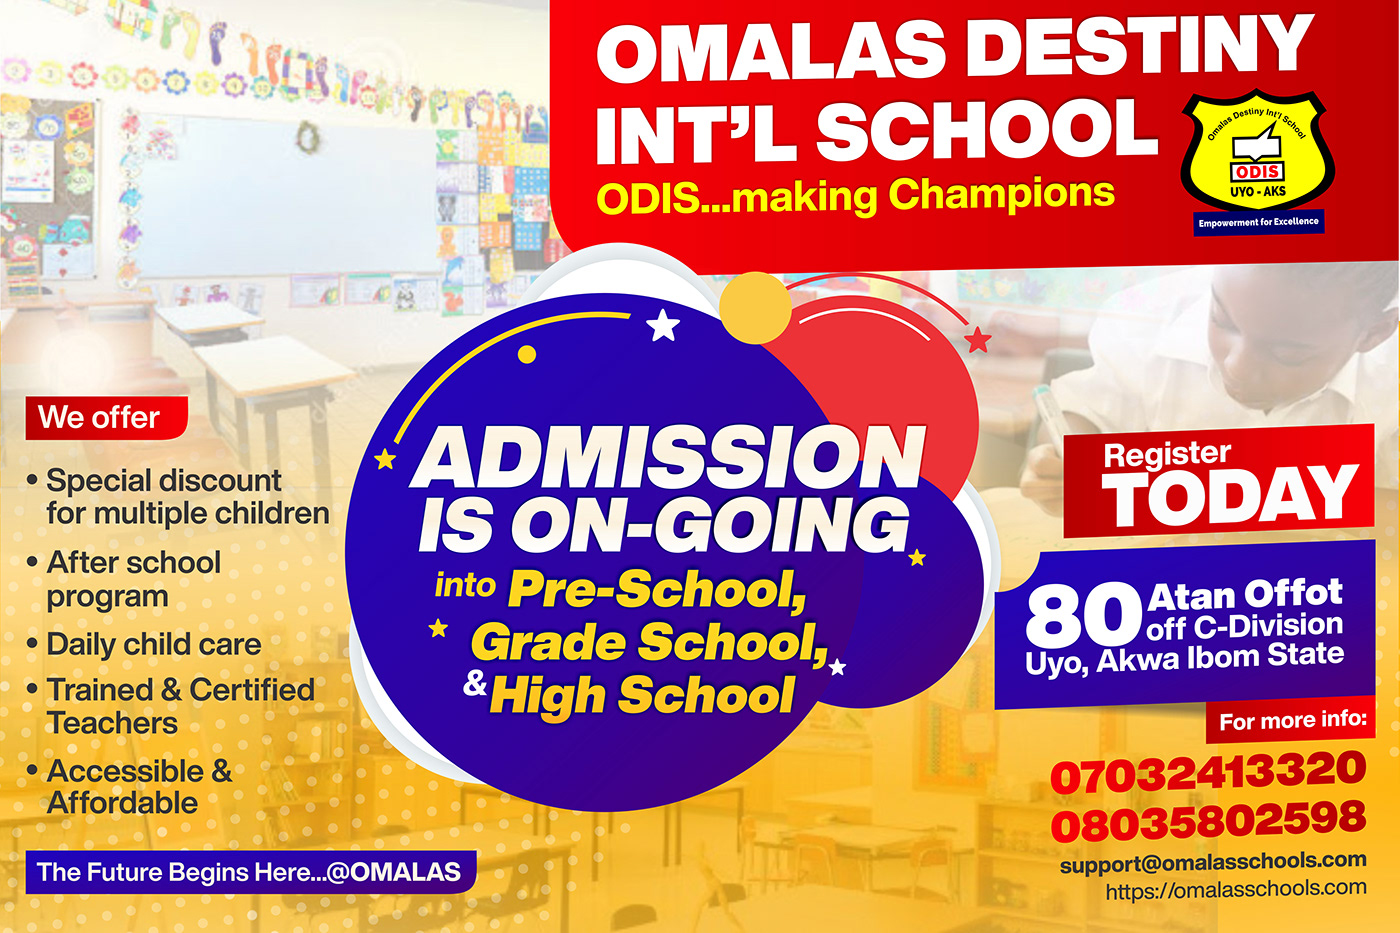 OMALAS DESTINY
INT'L SCHOOL
ODIS...making Champions
Omalas Destiny Int'l School
ODIS
UYO - AKS
Empowerment for Excellence
We offer
• Special discount
for multiple children
• After school
program
• Daily child care
• Trained & Certified
Teachers
• Accessible &
Affordable
The Future Begins Here...@OMALAS
ADMISSION
IS ON-GOING
into Pre-School,
Grade School,
& High School
Register
TODAY
80 Atan Offot
off C-Division
Uyo, Akwa Ibom State
For more info:
07032413320
08035802598
support@omalasschools.com
https://omalasschools.com